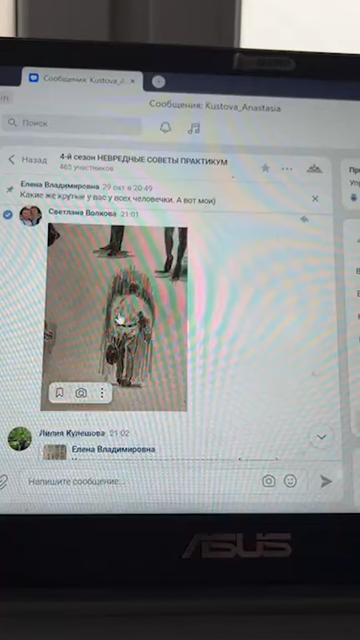 Сообщения: Kustova_A
Сообщения: Kustova_Anastasia
Поиск
Назад
4-й сезон НЕВРЕДНЫЕ СОВЕТЫ ПРАКТИКУМ
Елена Владимировна 29 окт в 20:49
Какие же крутые у вас у всех человечки. А вот мои)
Светлана Волкова 21:01
Лилия Кулешова 21:02
Елена Владимировна
Напишите сообщение...
ASUS